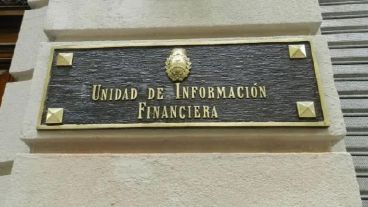 UNIDAD DE INFORMACIÓN
FINANCIERA